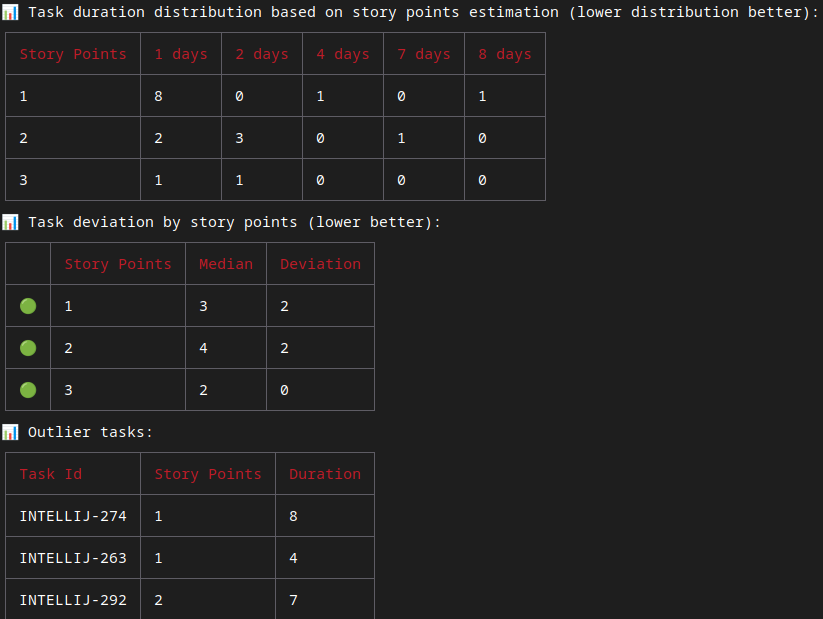 📊 Task duration distribution based on story points estimation (lower distribution better):
Story Points 1 days 2 days 4 days 7 days 8 days
1 8 0 1 0 1
2 2 3 0 1 0
3 1 1 0 0 0
📊 Task deviation by story points (lower better):
Story Points Median Deviation
1 3 2
2 4 2
3 2 0
📊 Outlier tasks:
Task Id Story Points Duration
INTELLIJ-274 1 8
INTELLIJ-263 1 4
INTELLIJ-292 2 7